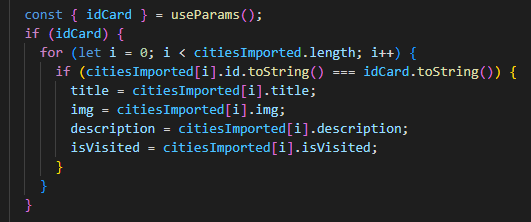 const { idCard } = useParams();
if (idCard) {
for (let i = 0; i < citiesImported.length; i++) {
if (citiesImported[i].id.toString() === idCard.toString()) {
title = citiesImported[i].title;
img = citiesImported[i].img;
description = citiesImported[i].description;
isVisited = citiesImported[i].isVisited;
}
}
}